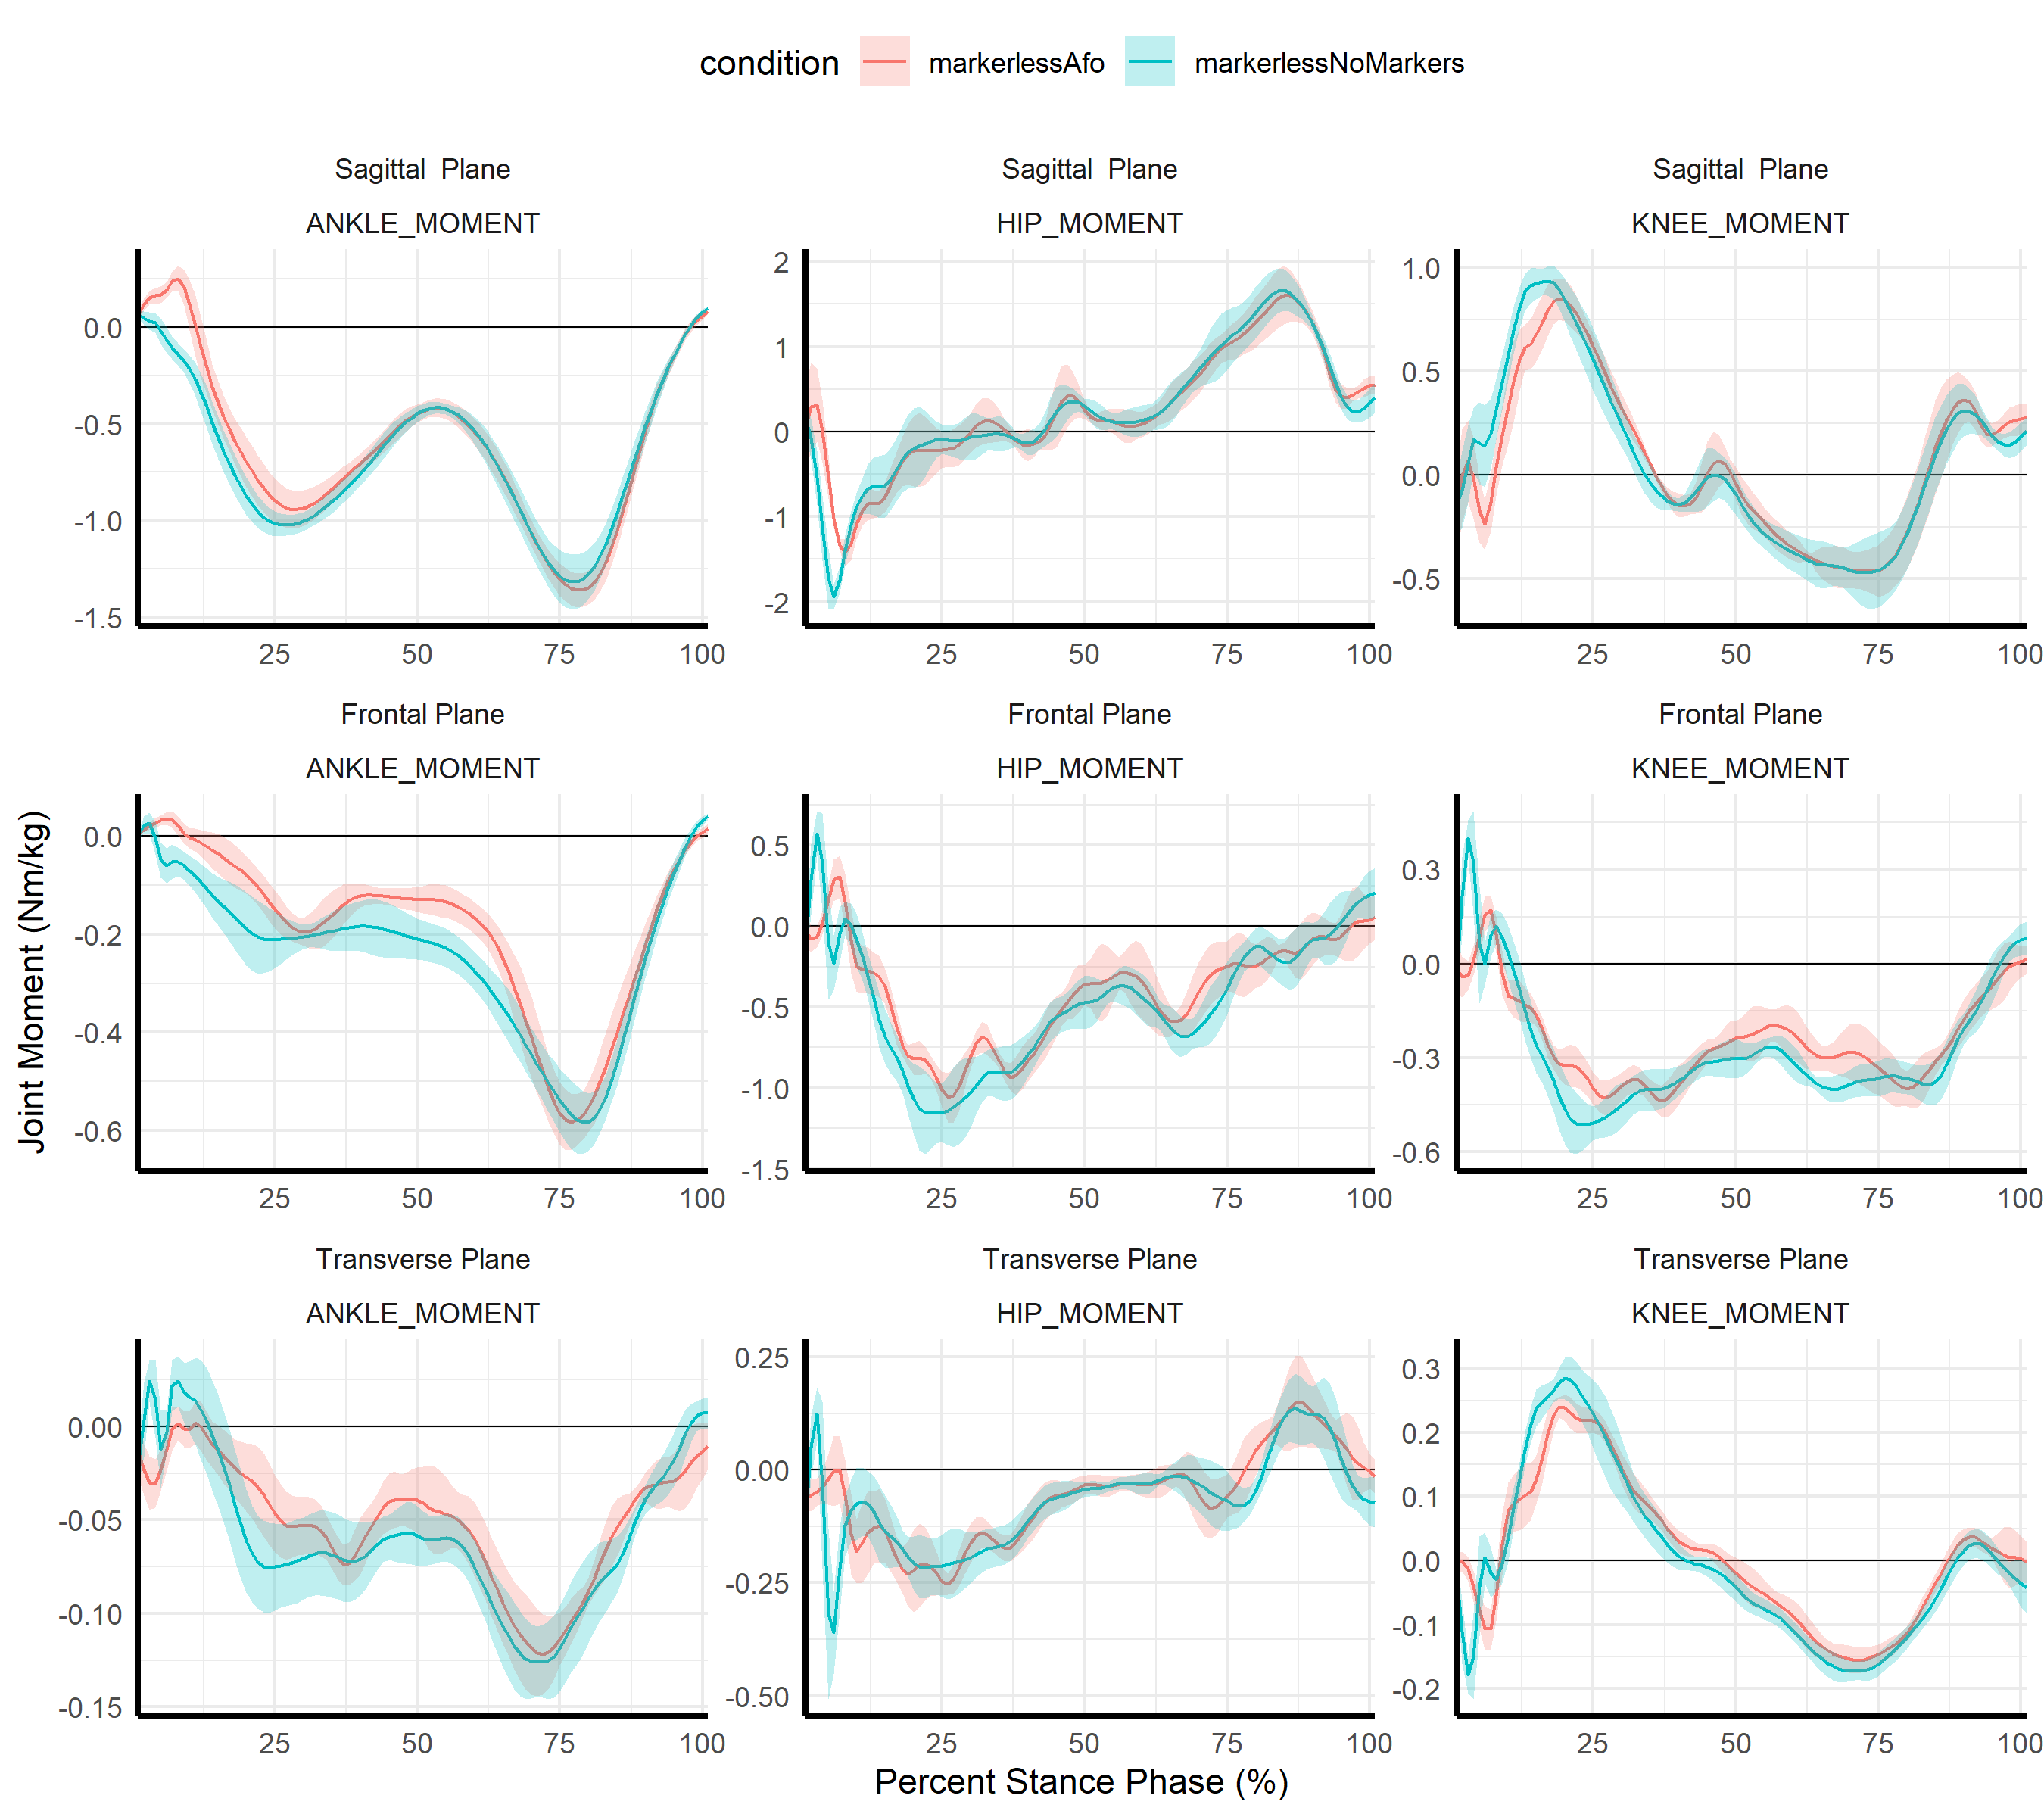 condition markerlessAfo markerlessNoMarkers
Sagittal  Plane Sagittal  Plane Sagittal  Plane
ANKLE_MOMENT HIP_MOMENT KNEE_MOMENT
0.0
-0.5
-1.0
-1.5
25 50 75 100
2
1
0
-1
-2
25 50 75 100
1.0
0.5
0.0
-0.5
25 50 75 100
Frontal Plane Frontal Plane Frontal Plane
ANKLE_MOMENT HIP_MOMENT KNEE_MOMENT
Joint Moment (Nm/kg)
0.0
-0.2
-0.4
-0.6
25 50 75 100
0.5
0.0
-0.5
-1.0
-1.5
25 50 75 100
0.3
0.0
-0.3
-0.6
25 50 75 100
Transverse Plane Transverse Plane Transverse Plane
ANKLE_MOMENT HIP_MOMENT KNEE_MOMENT
0.00
-0.05
-0.10
-0.15
25 50 75 100
0.25
0.00
-0.25
-0.50
25 50 75 100
0.3
0.2
0.1
0.0
-0.1
-0.2
25 50 75 100
Percent Stance Phase (%)